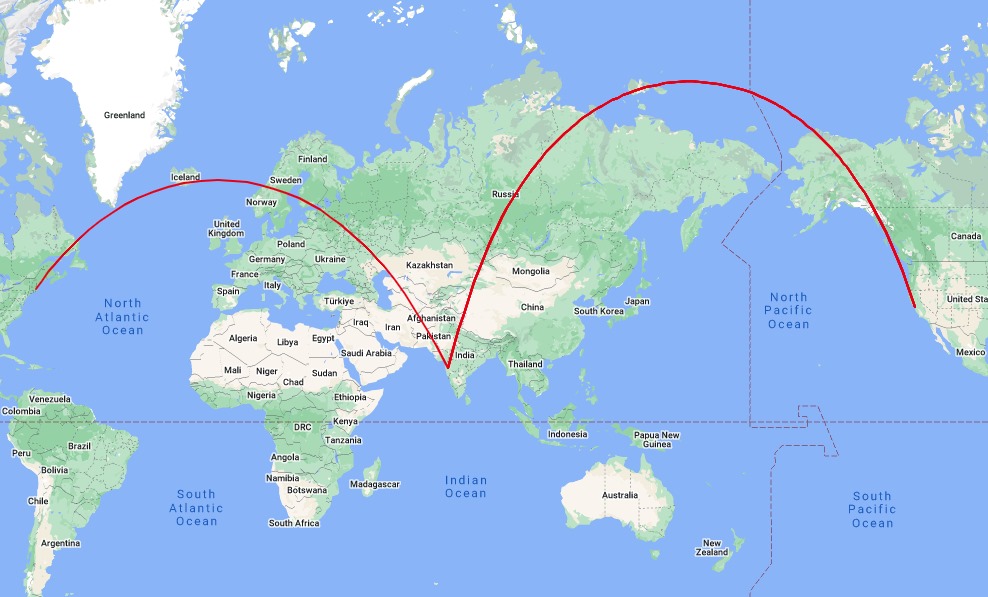 Greenland
Iceland
Finland
Sweden
Norway
Russia
United
Kingdom
Poland
Germany
Ukraine
France
Italy
Spain
Kazakhstan
Mongolia
Canada
North
Atlantic
Ocean
Türkiye
China
Japan
South Korea
North
Pacific
Ocean
United Sta
Afghanistan
Iraq
Iran
Pakistan
Algeria
Libya
Egypt
Saudi Arabia
India
Thailand
Mexico
Mali
Niger
Chad
Sudan
Nigeria
Ethiopia
Venezuela
Colombia
Kenya
DRC
Tanzania
Indonesia
Papua New
Guinea
Peru
Brazil
Bolivia
Angola
Namibia
Botswana
Madagascar
Indian
Ocean
Australia
Chile
South
Atlantic
Ocean
South Africa
South
Pacific
Ocean
Argentina
New
Zealand